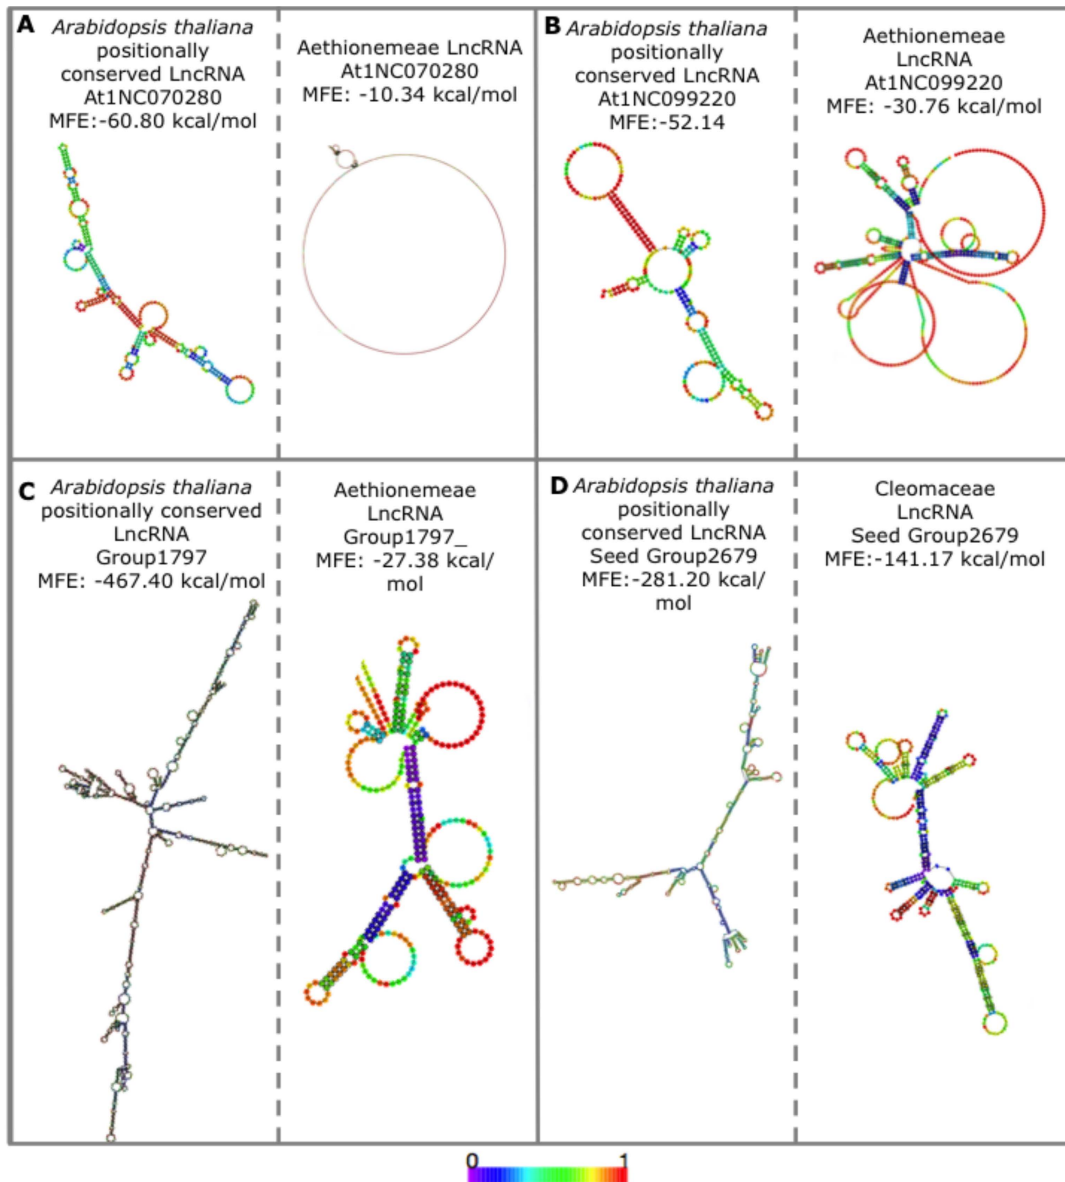 A
Arabidopsis thaliana
positionally
conserved LncRNA
At1NC070280
MFE:-60.80 kcal/mol
Aethionemeae LncRNA
At1NC070280
MFE: -10.34 kcal/mol
B
Arabidopsis thaliana
positionally
conserved LncRNA
At1NC099220
MFE:-52.14
Aethionemeae
LncRNA
At1NC099220
MFE: -30.76 kcal/mol
C
Arabidopsis thaliana
positionally conserved
LncRNA
Group1797
MFE: -467.40 kcal/mol
Aethionemeae
LncRNA
Group1797_
MFE: -27.38 kcal/
mol
D
Arabidopsis thaliana
positionally
conserved LncRNA
Seed Group2679
MFE:-281.20 kcal/
mol
Cleomaceae
LncRNA
Seed Group2679
MFE:-141.17 kcal/mol
0 1